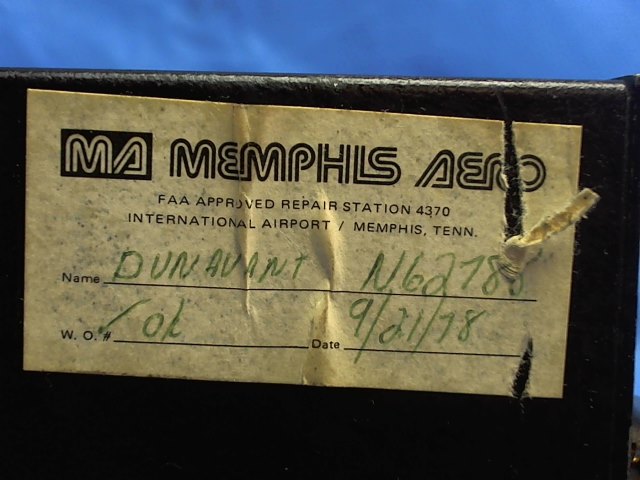 MA MEMPHIS AERO
FAA APPROVED REPAIR STATION 4370
INTERNATIONAL AIRPORT / MEMPHIS, TENN.
Name DUNAVANT N62788
W. O. # ✓ ok Date 9/21/78